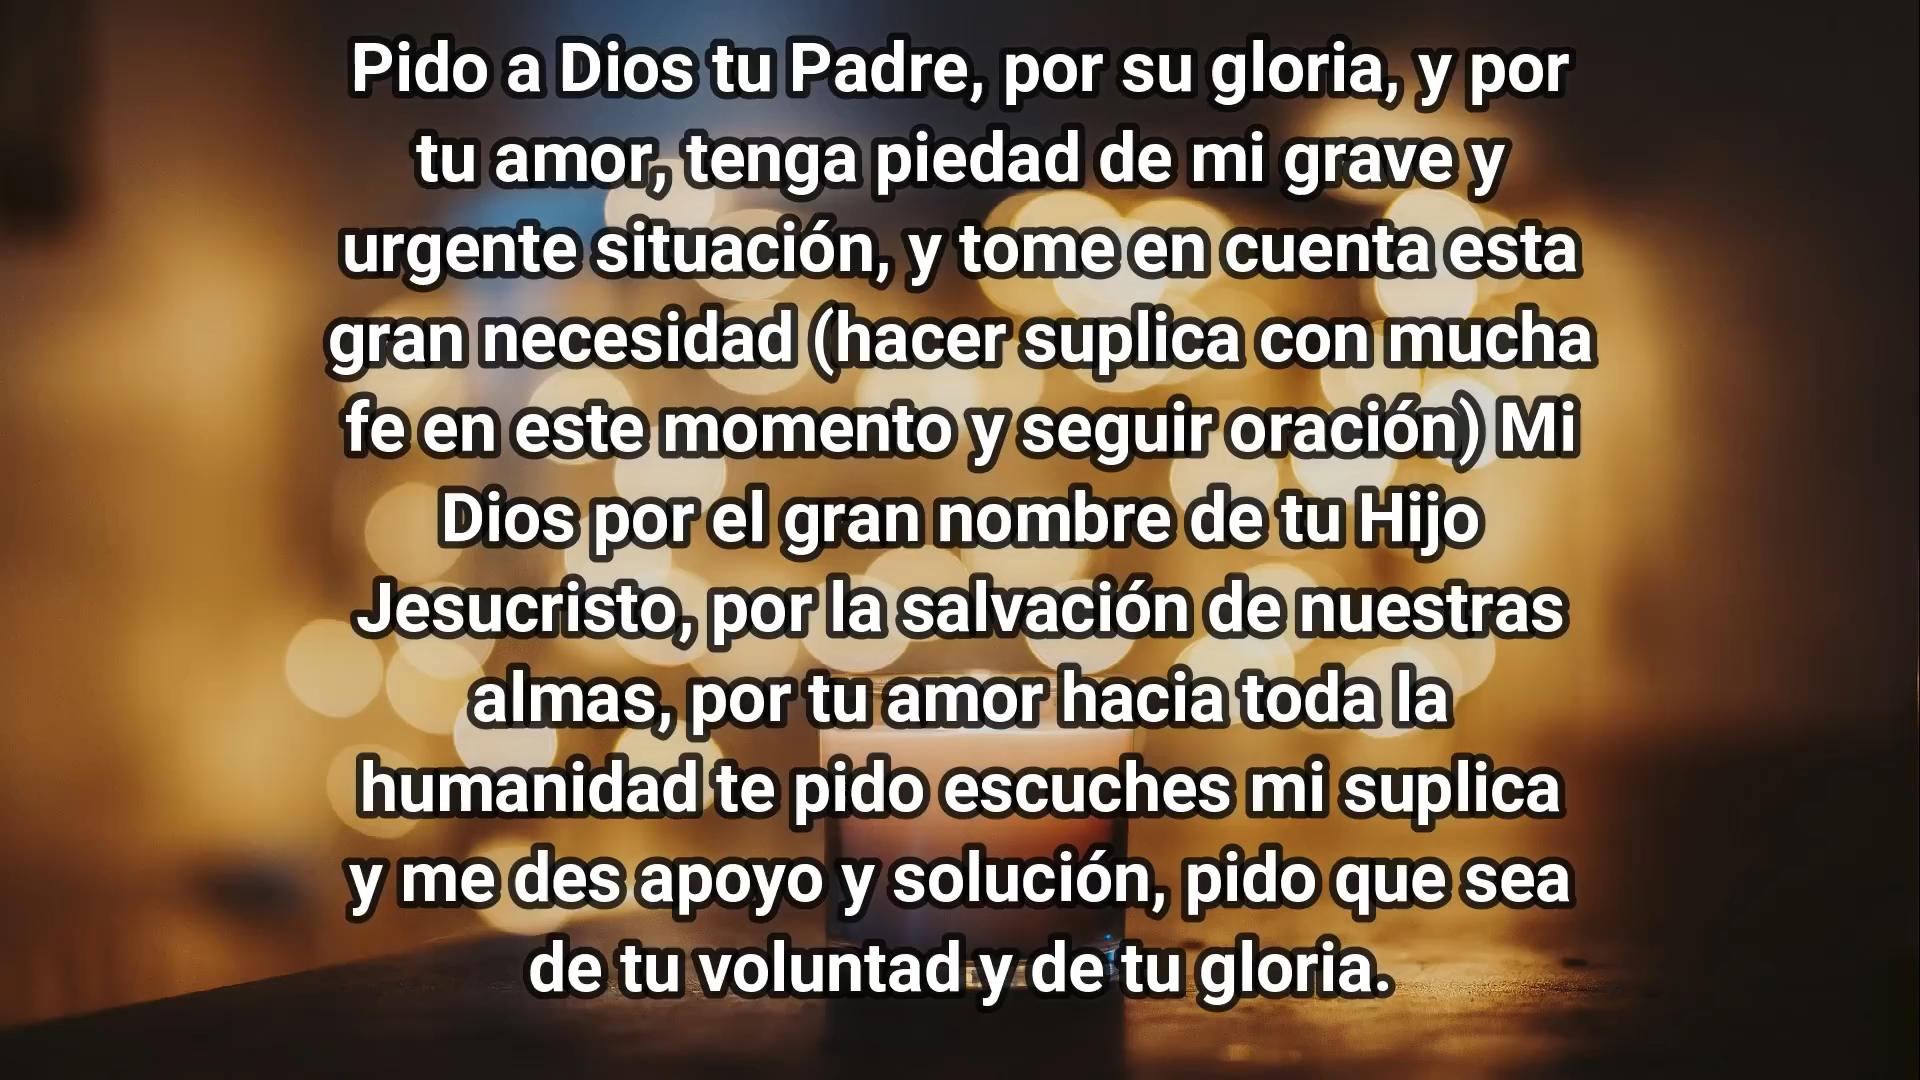 Pido a Dios tu Padre, por su gloria, y por
tu amor, tenga piedad de mi grave y
urgente situación, y tome en cuenta esta
gran necesidad (hacer suplica con mucha
fe en este momento y seguir oración) Mi
Dios por el gran nombre de tu Hijo
Jesucristo, por la salvación de nuestras
almas, por tu amor hacia toda la
humanidad te pido escuches mi suplica
y me des apoyo y solución, pido que sea
de tu voluntad y de tu gloria.